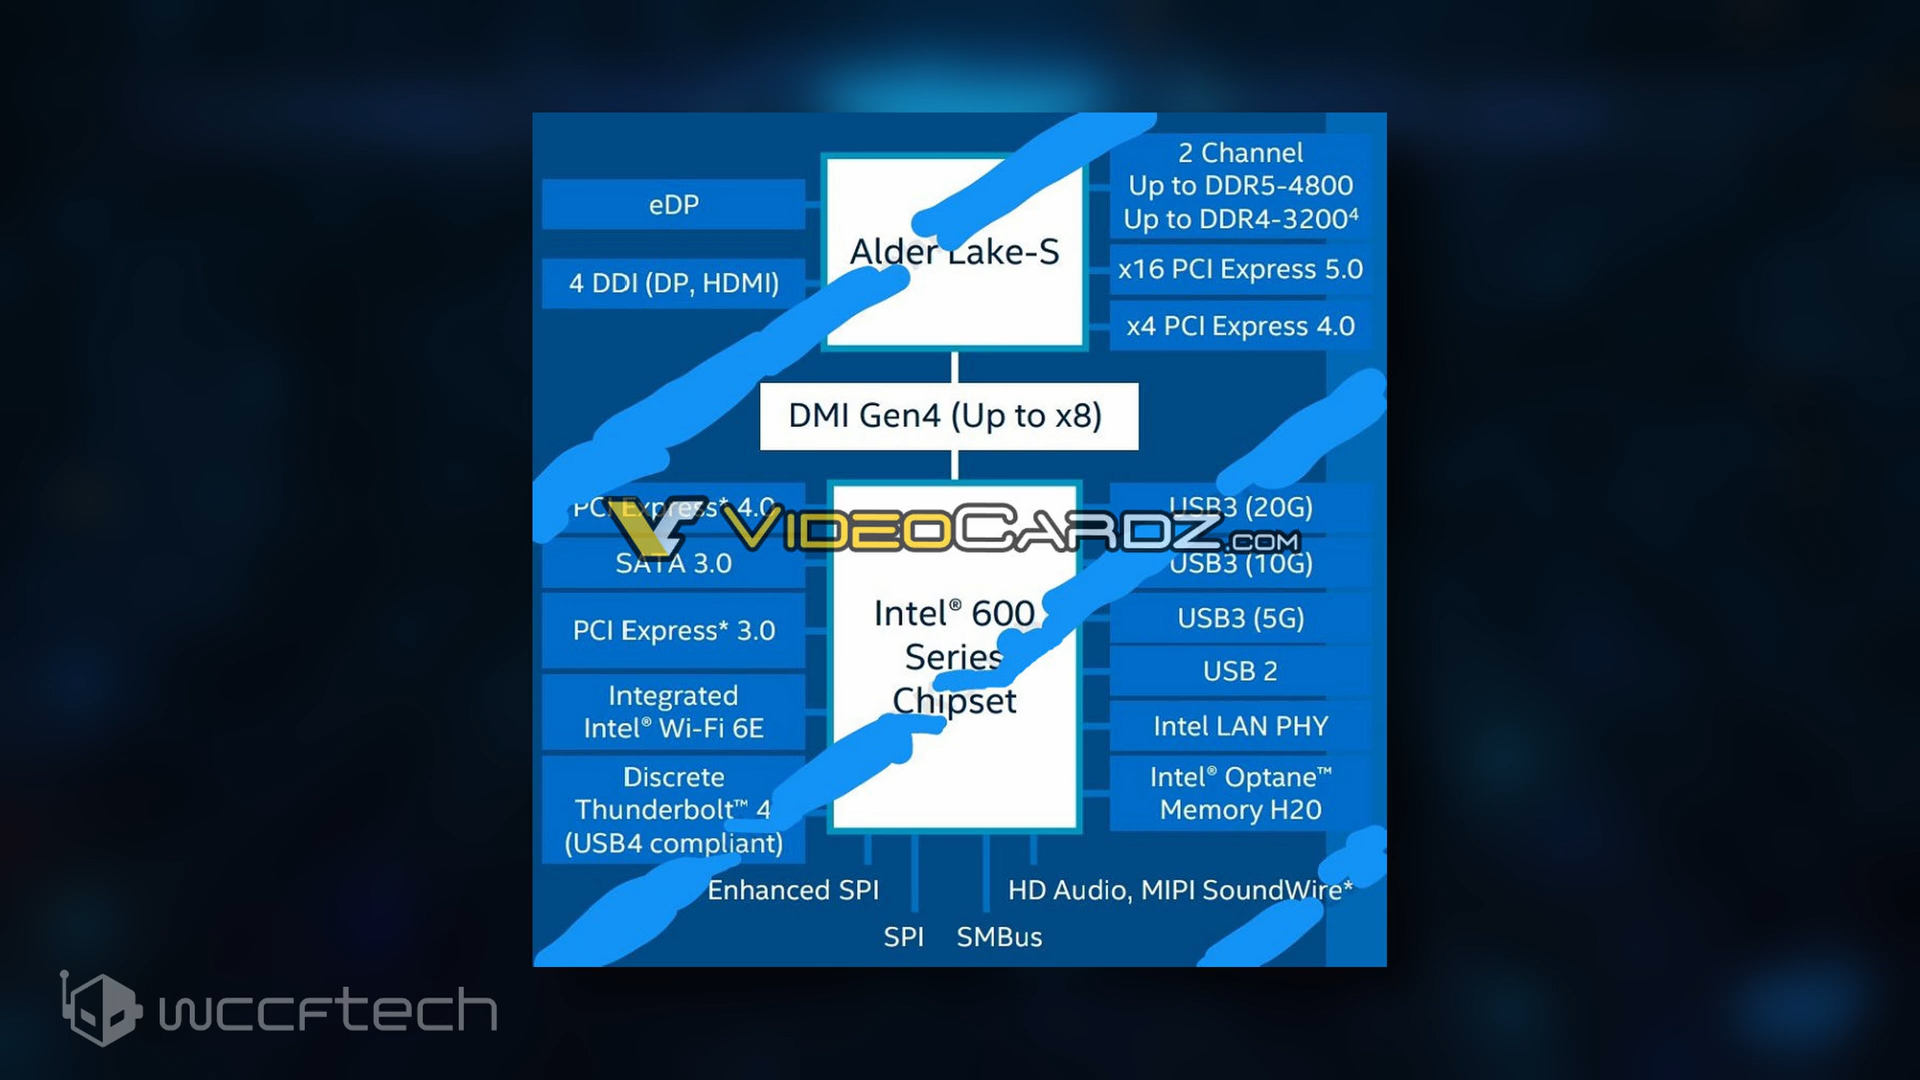 eDP
4 DDI (DP, HDMI)
Alder Lake-S
2 Channel
Up to DDR5-4800
Up to DDR4-3200⁴
x16 PCI Express 5.0
x4 PCI Express 4.0
DMI Gen4 (Up to x8)
PCI Express* 4.0
SATA 3.0
PCI Express* 3.0
Integrated
Intel® Wi-Fi 6E
Discrete
Thunderbolt™ 4
(USB4 compliant)
VIDEOCARDZ.COM
Intel® 600
Series
Chipset
USB3 (20G)
USB3 (10G)
USB3 (5G)
USB 2
Intel LAN PHY
Intel® Optane™
Memory H20
Enhanced SPI
HD Audio, MIPI SoundWire*
SPI
SMBus
wccftech